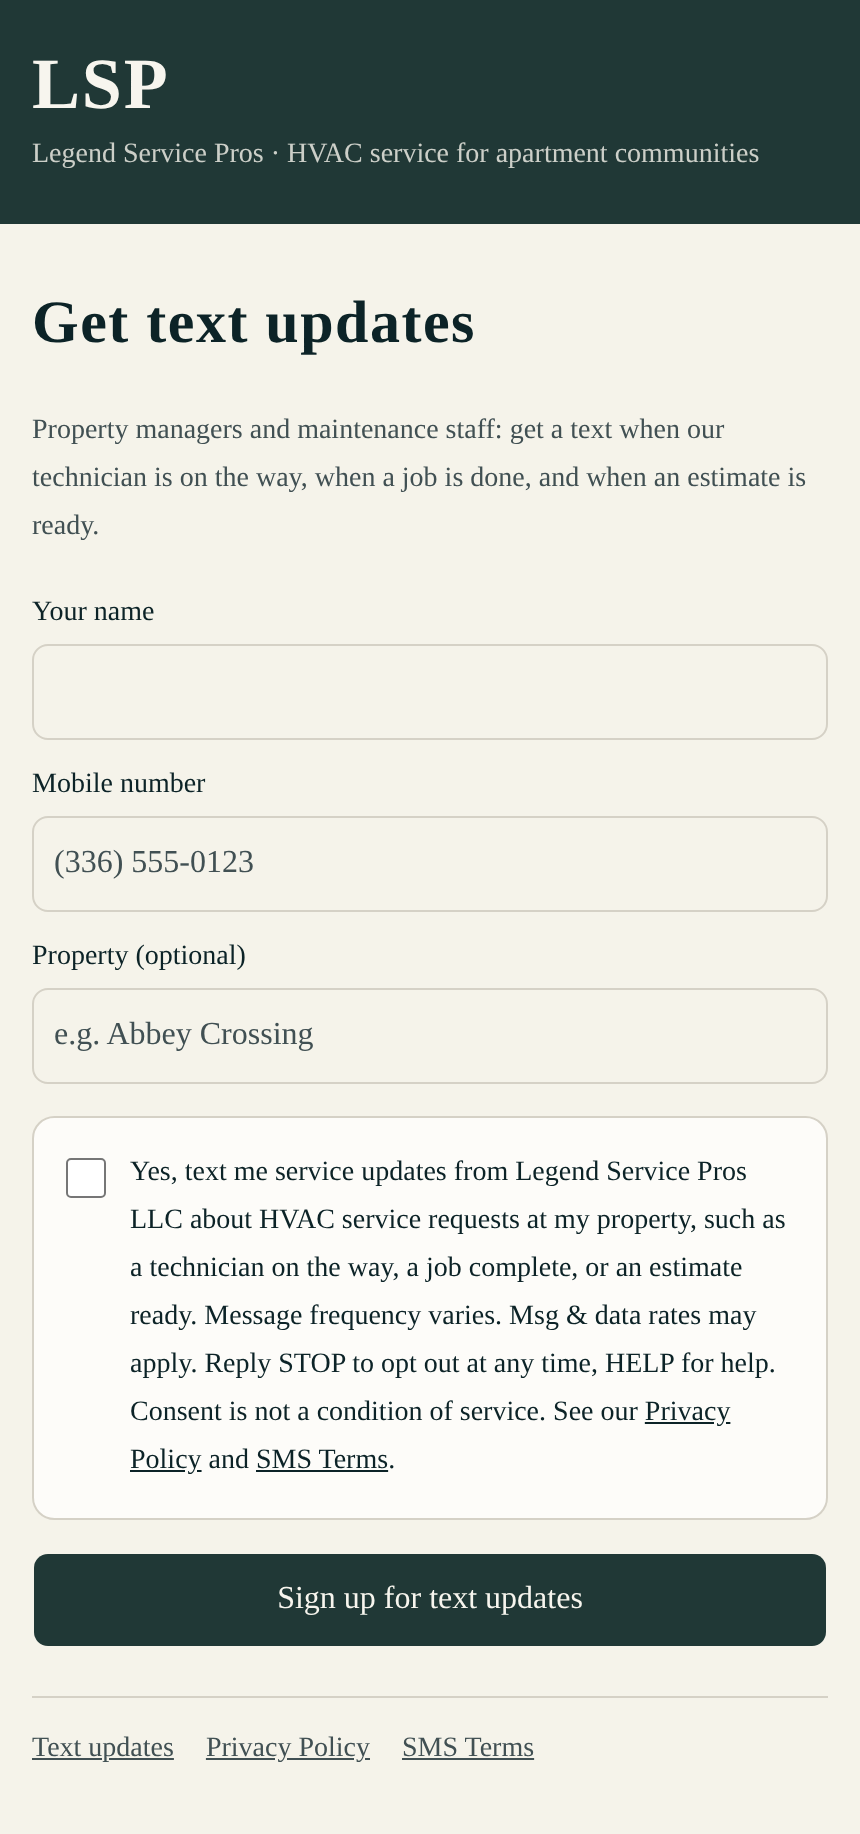 LSP
Legend Service Pros · HVAC service for apartment communities
Get text updates
Property managers and maintenance staff: get a text when our
technician is on the way, when a job is done, and when an estimate is
ready.
Your name
Mobile number
(336) 555-0123
Property (optional)
e.g. Abbey Crossing
Yes, text me service updates from Legend Service Pros
LLC about HVAC service requests at my property, such as
a technician on the way, a job complete, or an estimate
ready. Message frequency varies. Msg & data rates may
apply. Reply STOP to opt out at any time, HELP for help.
Consent is not a condition of service. See our Privacy
Policy and SMS Terms.
Sign up for text updates
Text updates Privacy Policy SMS Terms